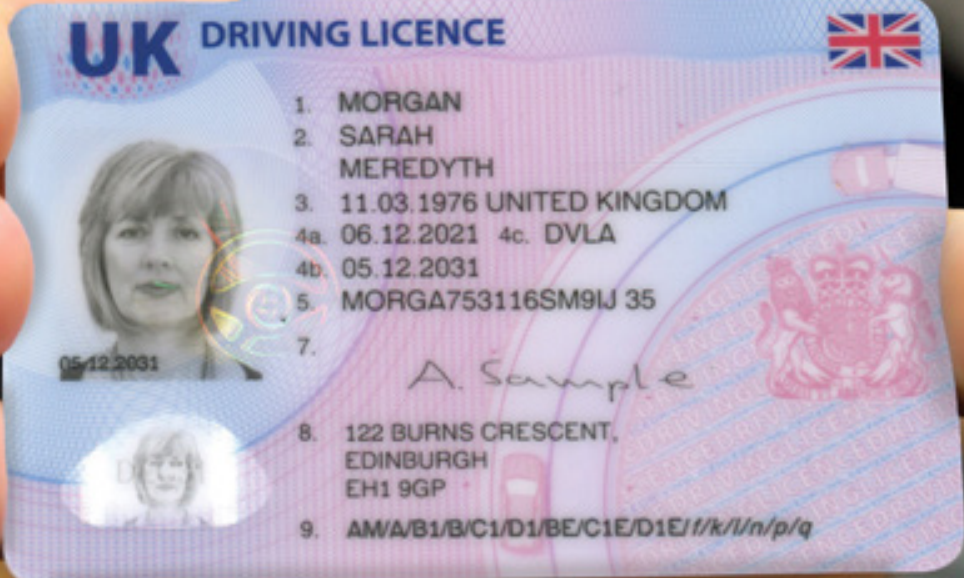 UK DRIVING LICENCE
1. MORGAN
2. SARAH
MEREDYTH
3. 11.03.1976 UNITED KINGDOM
4a. 06.12.2021 4c. DVLA
4b. 05.12.2031
5. MORGA753116SM9IJ 35
05.12.2031
7.
A. Sample
8. 122 BURNS CRESCENT,
EDINBURGH
EH1 9GP
9. AM/A/B1/B/C1/D1/BE/C1E/D1E/f/k/l/n/p/q